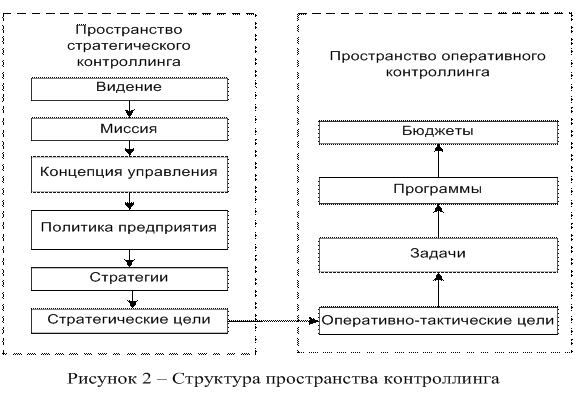 Пространство
стратегического
контроллинга
Видение
Миссия
Концепция управления
Политика предприятия
Стратегии
Стратегические цели
Пространство оперативного
контроллинга
Бюджеты
Программы
Задачи
Оперативно-тактические цели
Рисунок 2 – Структура пространства контроллинга